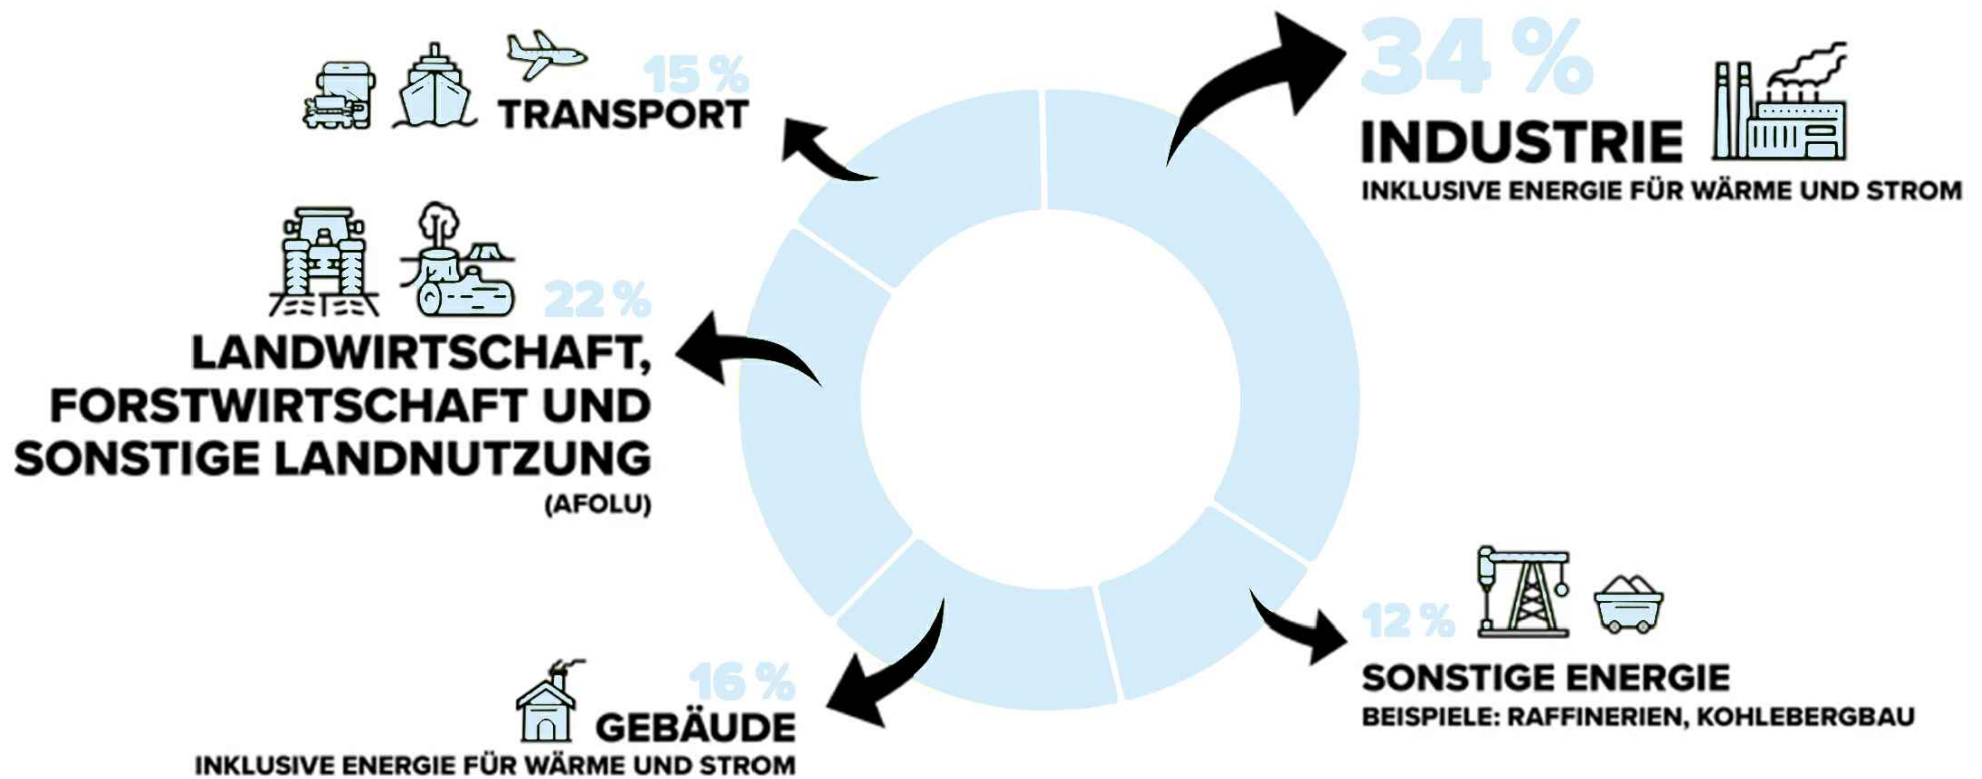 15 %
TRANSPORT
34 %
INDUSTRIE
INKLUSIVE ENERGIE FÜR WÄRME UND STROM
22 %
LANDWIRTSCHAFT,
FORSTWIRTSCHAFT UND
SONSTIGE LANDNUTZUNG
(AFOLU)
12 %
SONSTIGE ENERGIE
BEISPIELE: RAFFINERIEN, KOHLEBERGBAU
16 %
GEBÄUDE
INKLUSIVE ENERGIE FÜR WÄRME UND STROM